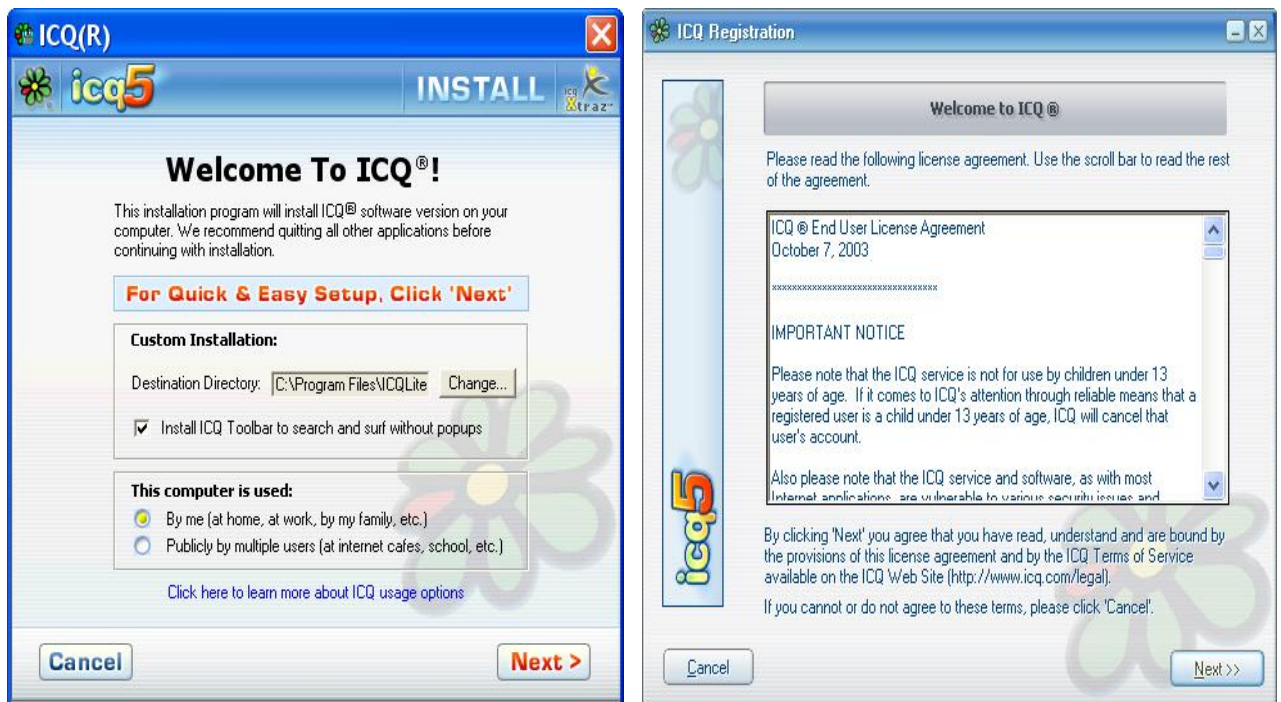 ICQ(R)
icq5
INSTALL
icq
Xtraz™
Welcome To ICQ®!
This installation program will install ICQ® software version on your
computer. We recommend quitting all other applications before
continuing with installation.
For Quick & Easy Setup, Click 'Next'
Custom Installation:
Destination Directory: C:\Program Files\ICQLite Change...
Install ICQ Toolbar to search and surf without popups
This computer is used:
By me (at home, at work, by my family, etc.)
Publicly by multiple users (at internet cafes, school, etc.)
Click here to learn more about ICQ usage options
Cancel Next >
ICQ Registration
icq5
Welcome to ICQ ®
Please read the following license agreement. Use the scroll bar to read the rest
of the agreement.
ICQ ® End User License Agreement
October 7, 2003
*********************************
IMPORTANT NOTICE
Please note that the ICQ service is not for use by children under 13
years of age.  If it comes to ICQ's attention through reliable means that a
registered user is a child under 13 years of age, ICQ will cancel that
user's account.
Also please note that the ICQ service and software, as with most
Internet applications, are vulnerable to various security issues and
By clicking 'Next' you agree that you have read, understand and are bound by
the provisions of this license agreement and by the ICQ Terms of Service
available on the ICQ Web Site (http://www.icq.com/legal).
If you cannot or do not agree to these terms, please click 'Cancel'.
Cancel Next >>